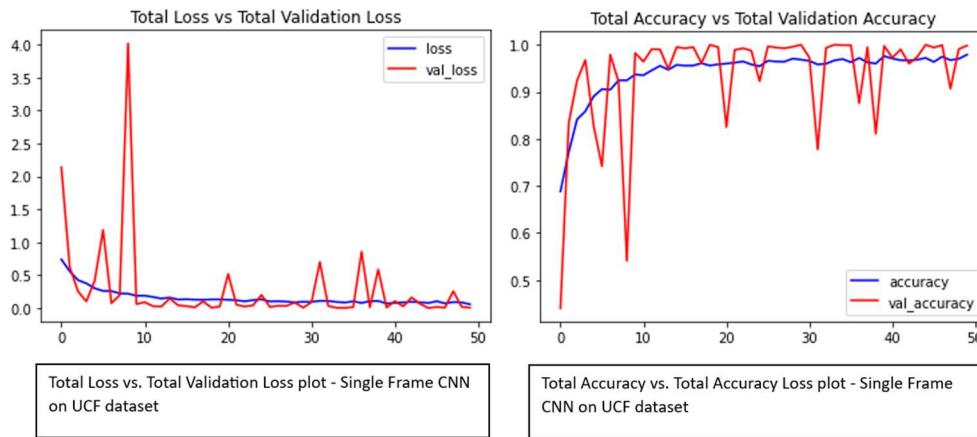 Total Loss vs Total Validation Loss
4.0
3.5
3.0
2.5
2.0
1.5
1.0
0.5
0.0
0 10 20 30 40 50
loss
val_loss
Total Accuracy vs Total Validation Accuracy
1.0
0.9
0.8
0.7
0.6
0.5
0 10 20 30 40 50
accuracy
val_accuracy
Total Loss vs. Total Validation Loss plot - Single Frame CNN
on UCF dataset
Total Accuracy vs. Total Accuracy Loss plot - Single Frame
CNN on UCF dataset